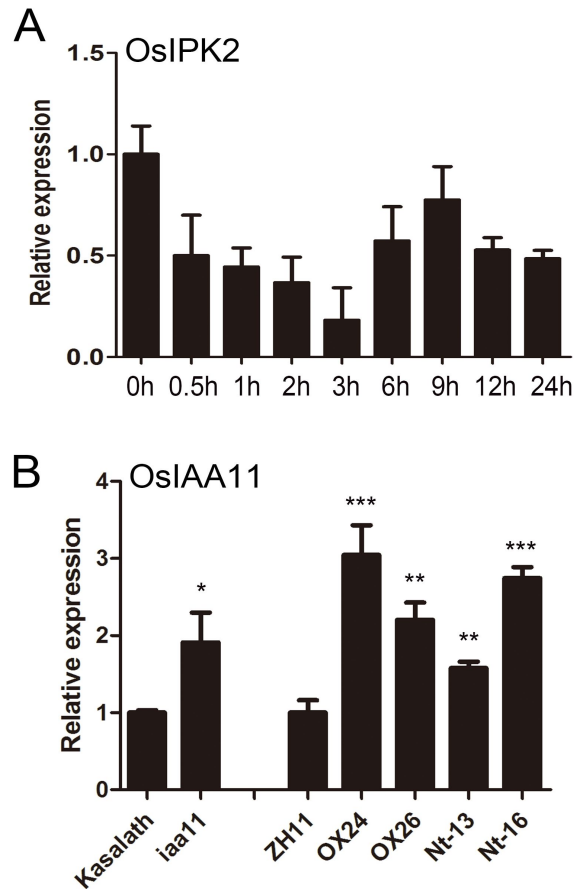 A
OsIPK2
Relative expression
1.5
1.0
0.5
0.0
0h 0.5h 1h 2h 3h 6h 9h 12h 24h
B
OsIAA11
Relative expression
4
3
2
1
0
* *** ** ** ***
Kasalath iaa11 ZH11 OX24 OX26 Nt-13 Nt-16